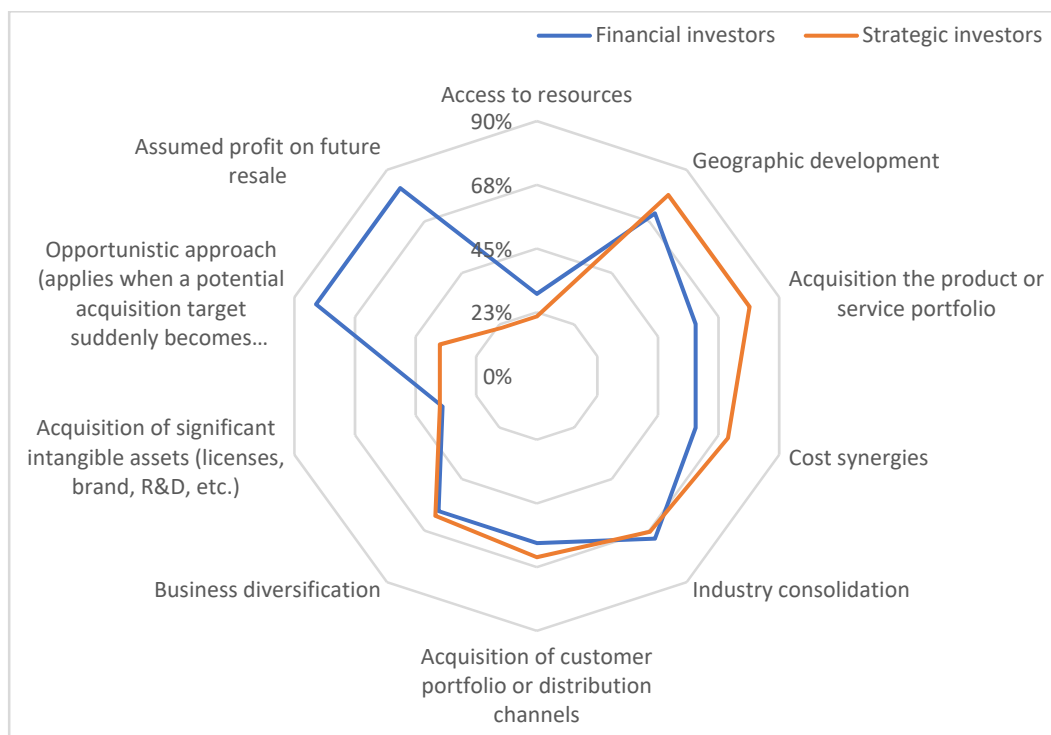 Financial investors
Strategic investors
Access to resources
90%
Assumed profit on future
resale
Geographic development
68%
Opportunistic approach
(applies when a potential
acquisition target
suddenly becomes…
45%
Acquisition the product or
service portfolio
23%
0%
Acquisition of significant
intangible assets (licenses,
brand, R&D, etc.)
Cost synergies
Business diversification
Industry consolidation
Acquisition of customer
portfolio or distribution
channels